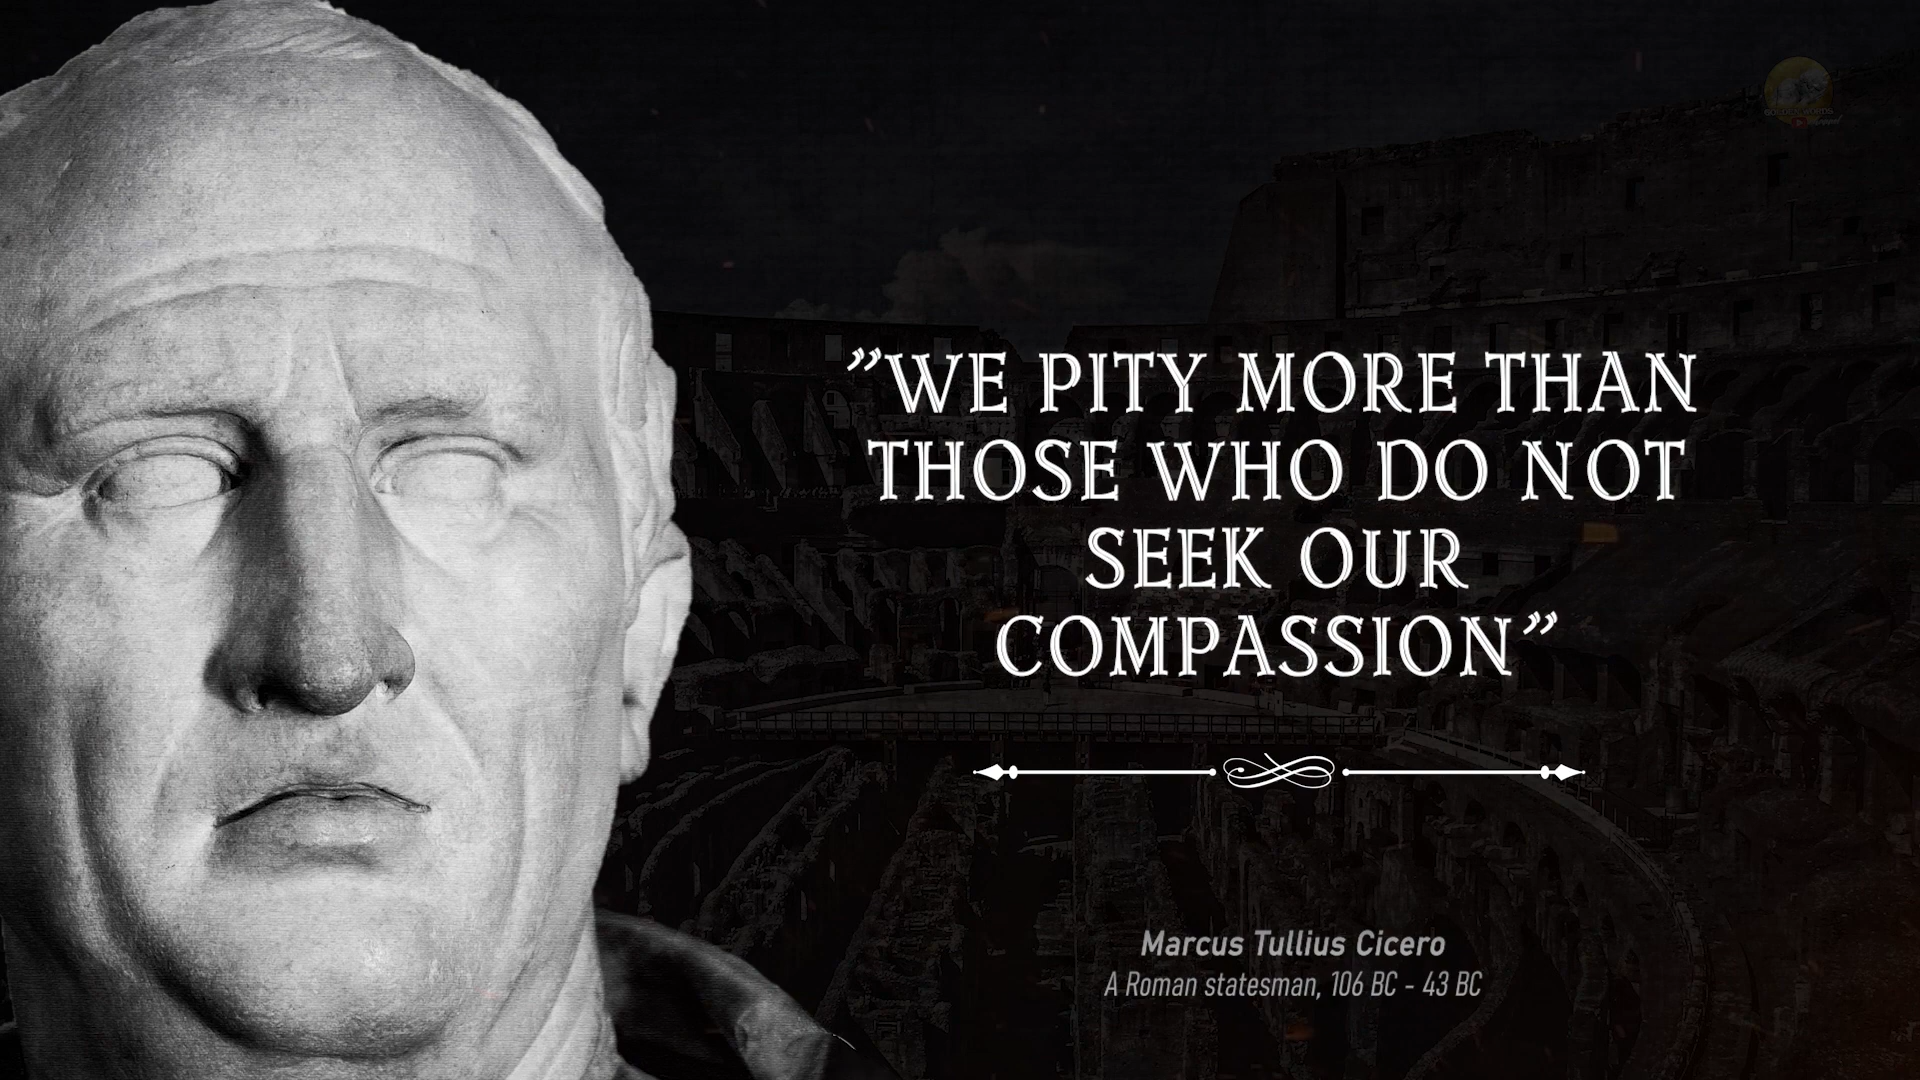 ”WE PITY MORE THAN
THOSE WHO DO NOT
SEEK OUR
COMPASSION”
Marcus Tullius Cicero
A Roman statesman, 106 BC - 43 BC